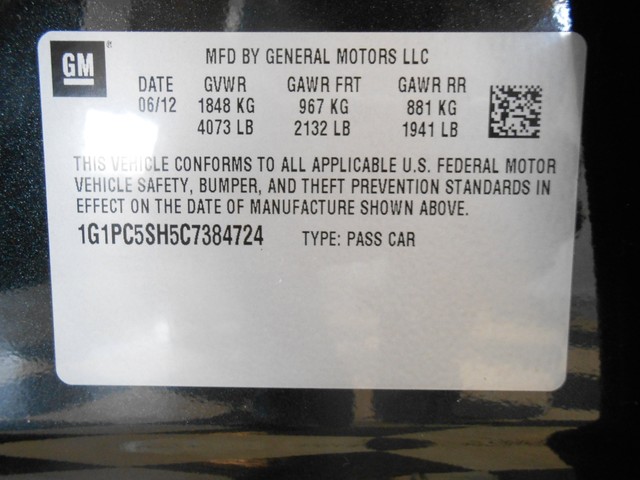 GM
MFD BY GENERAL MOTORS LLC
DATE GVWR GAWR FRT GAWR RR
06/12 1848 KG 967 KG 881 KG
4073 LB 2132 LB 1941 LB
THIS VEHICLE CONFORMS TO ALL APPLICABLE U.S. FEDERAL MOTOR
VEHICLE SAFETY, BUMPER, AND THEFT PREVENTION STANDARDS IN
EFFECT ON THE DATE OF MANUFACTURE SHOWN ABOVE.
1G1PC5SH5C7384724 TYPE: PASS CAR